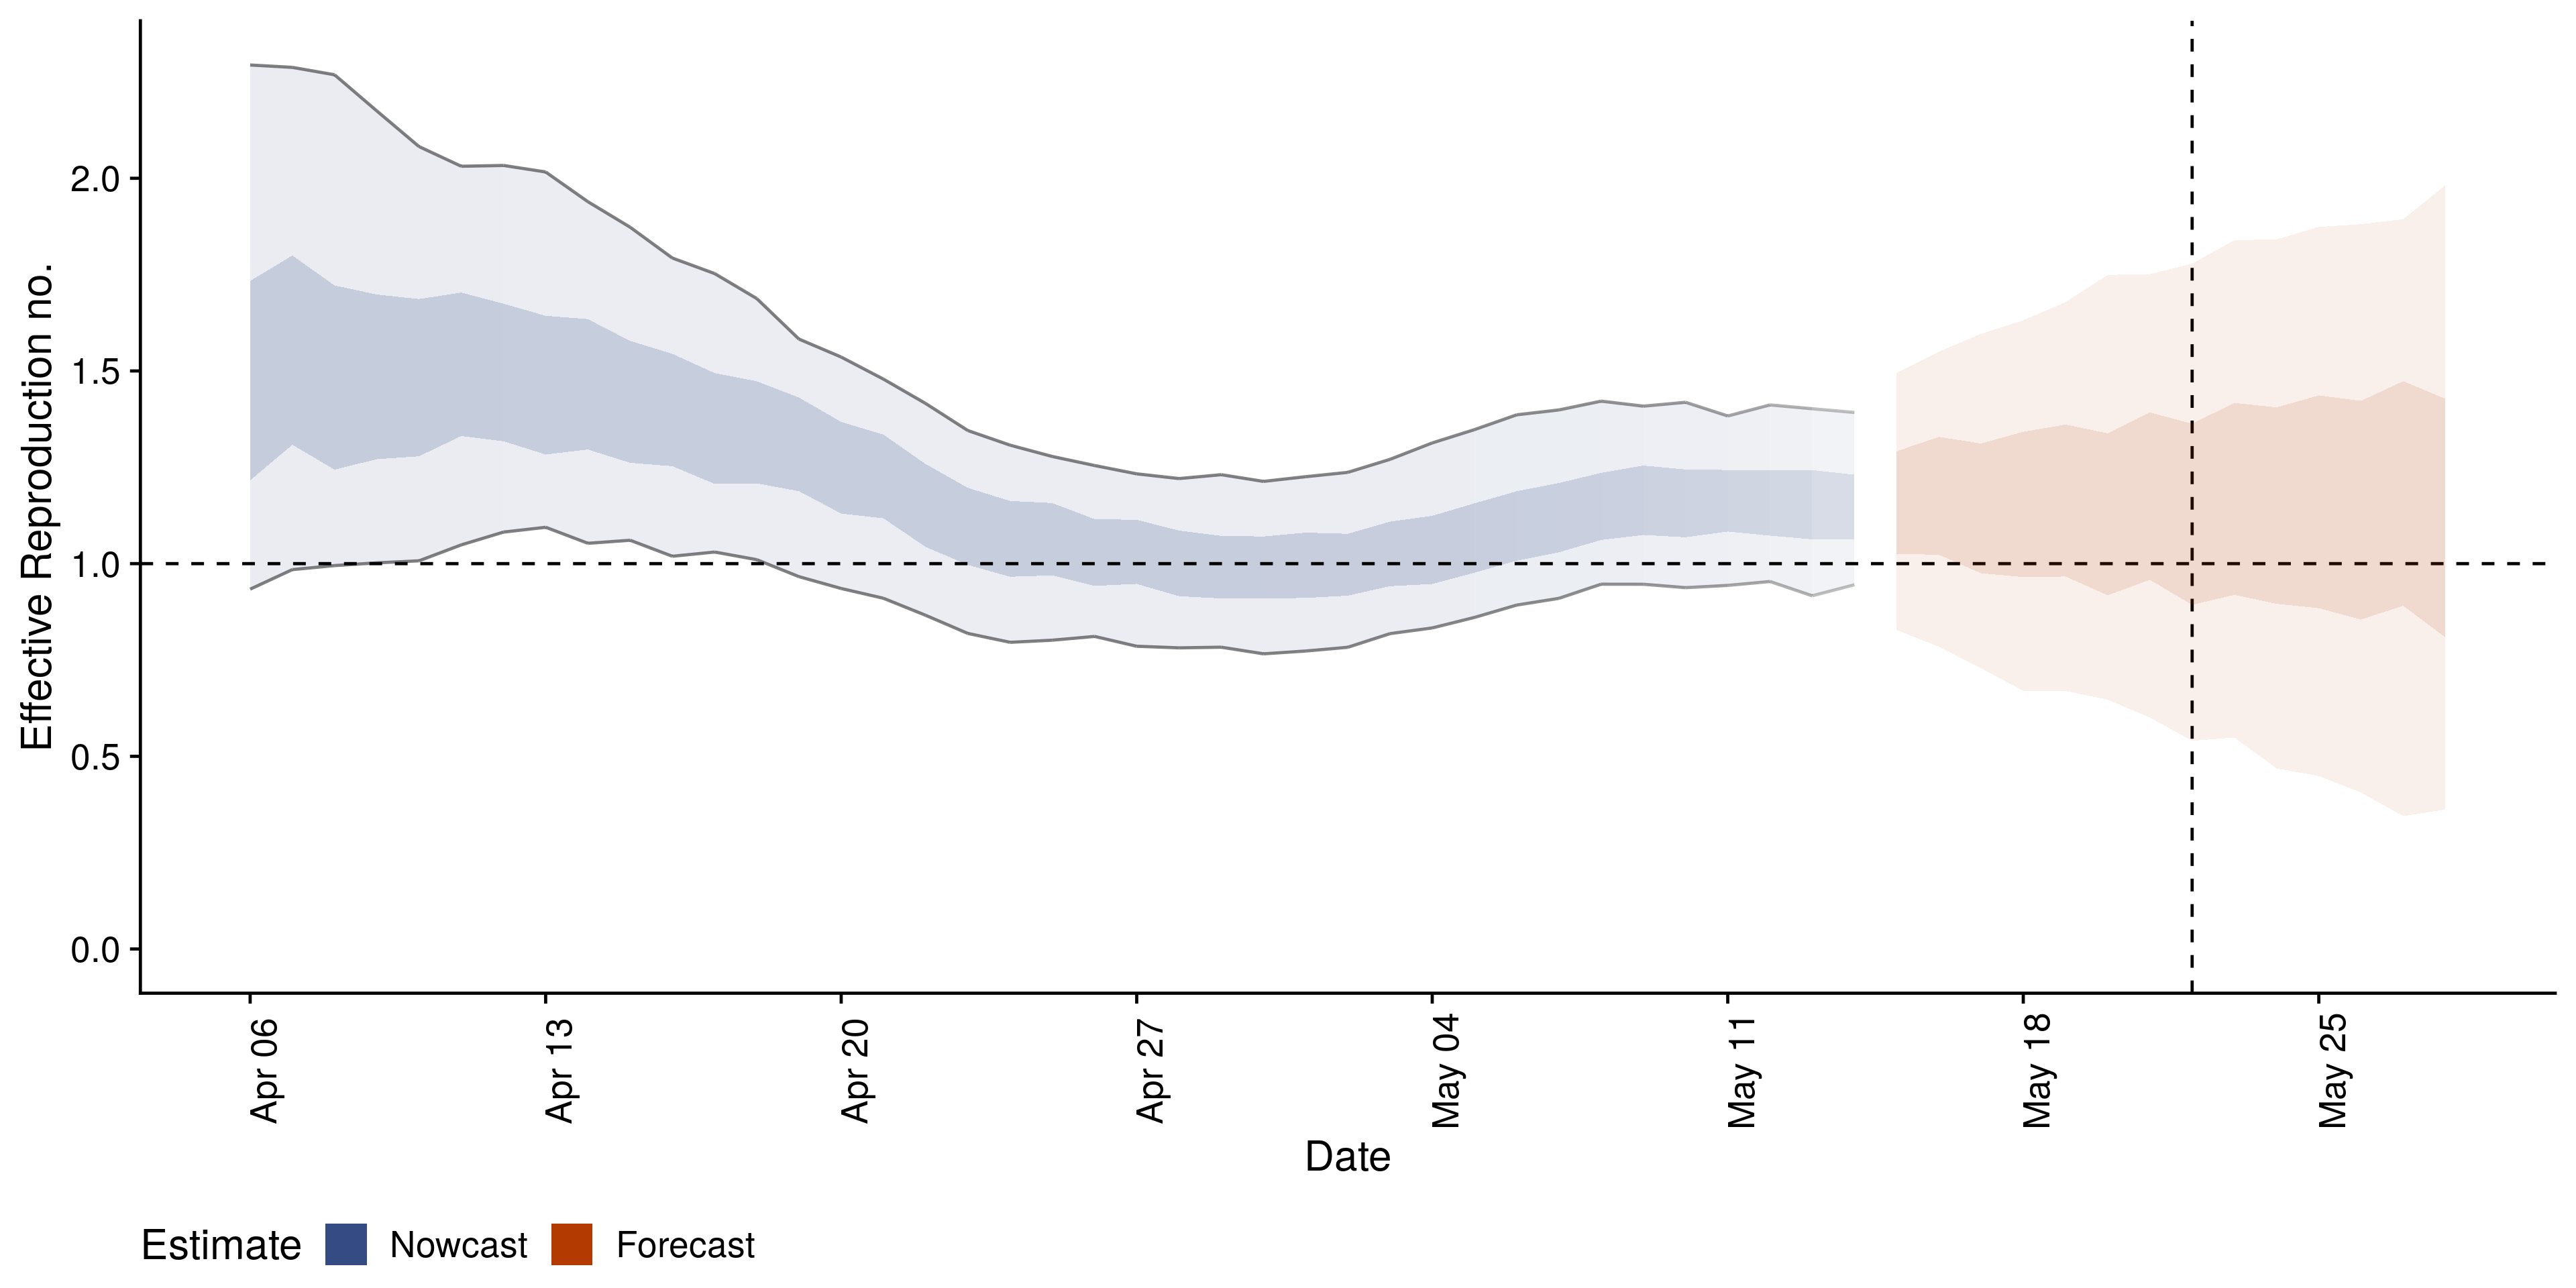 Effective Reproduction no.
2.0
1.5
1.0
0.5
0.0
Apr 06
Apr 13
Apr 20
Apr 27
May 04
May 11
May 18
May 25
Date
Estimate Nowcast Forecast